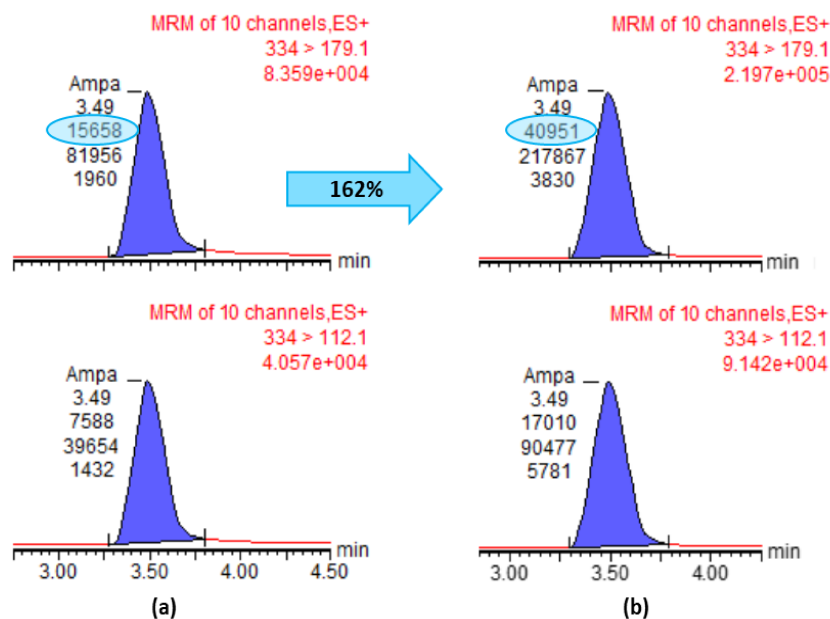 MRM of 10 channels,ES+
334 > 179.1
8.359e+004
Ampa
3.49
15658
81956
1960
min
162%
MRM of 10 channels,ES+
334 > 179.1
2.197e+005
Ampa
3.49
40951
217867
3830
min
MRM of 10 channels,ES+
334 > 112.1
4.057e+004
Ampa
3.49
7588
39654
1432
min
3.00 3.50 4.00 4.50
(a)
MRM of 10 channels,ES+
334 > 112.1
9.142e+004
Ampa
3.49
17010
90477
5781
min
3.00 3.50 4.00
(b)